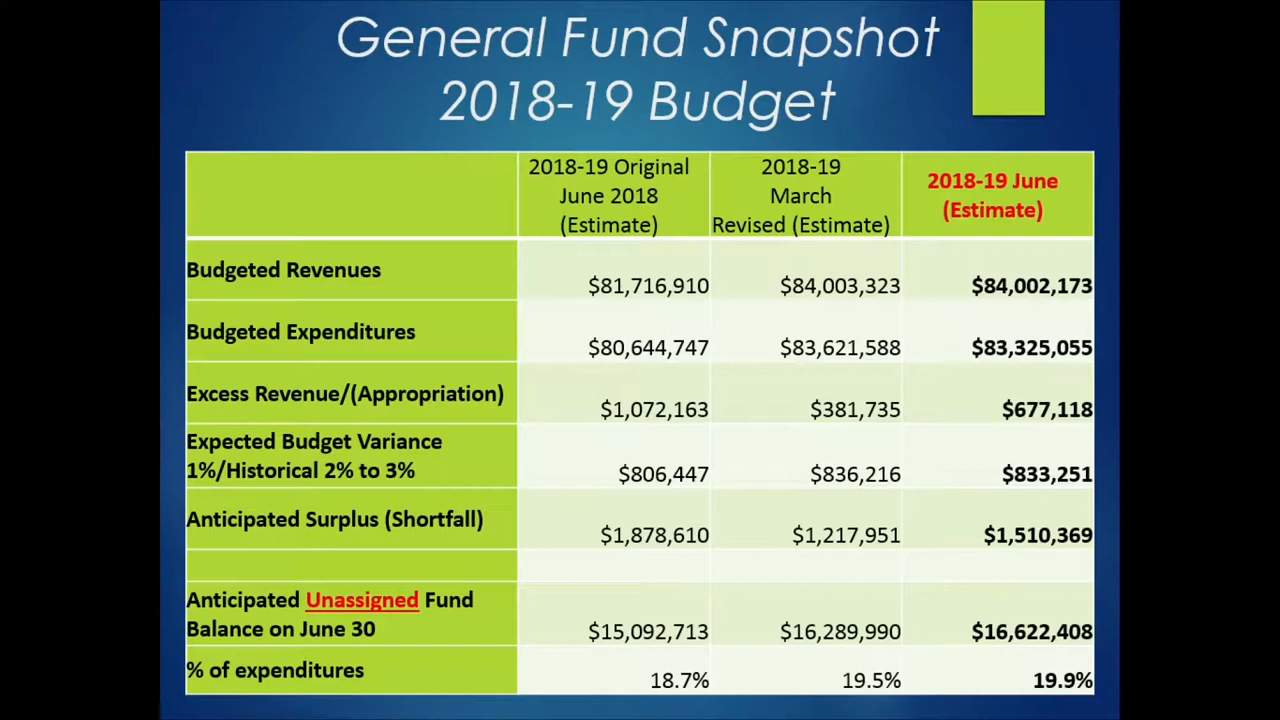 General Fund Snapshot
2018-19 Budget
2018-19 Original
June 2018
(Estimate)
2018-19
March
Revised (Estimate)
2018-19 June
(Estimate)
Budgeted Revenues
$81,716,910 $84,003,323 $84,002,173
Budgeted Expenditures
$80,644,747 $83,621,588 $83,325,055
Excess Revenue/(Appropriation)
$1,072,163 $381,735 $677,118
Expected Budget Variance
1%/Historical 2% to 3%
$806,447 $836,216 $833,251
Anticipated Surplus (Shortfall)
$1,878,610 $1,217,951 $1,510,369
Anticipated Unassigned Fund
Balance on June 30
$15,092,713 $16,289,990 $16,622,408
% of expenditures
18.7% 19.5% 19.9%